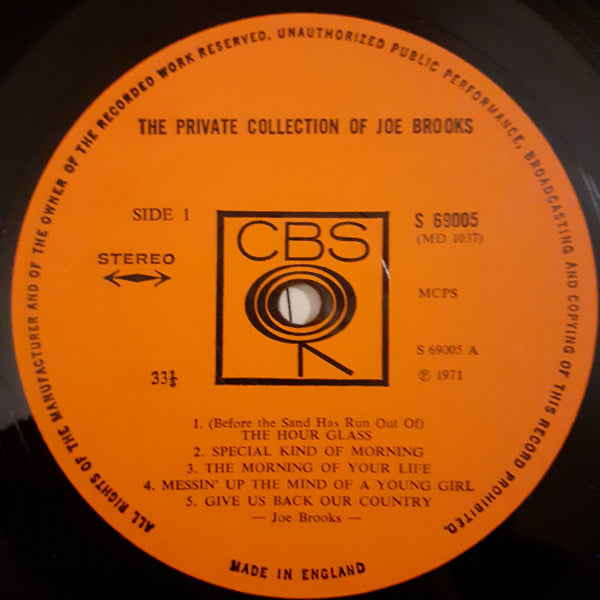 ALL RIGHTS OF THE MANUFACTURER AND OF THE OWNER OF THE RECORDED WORK RESERVED. UNAUTHORIZED PUBLIC PERFORMANCE, BROADCASTING AND COPYING OF THIS RECORD PROHIBITED.
THE PRIVATE COLLECTION OF JOE BROOKS
SIDE 1
STEREO
33⅓
CBS
S 69005
(MD 1037)
MCPS
S 69005 A
℗ 1971
1. (Before the Sand Has Run Out Of)
THE HOUR GLASS
2. SPECIAL KIND OF MORNING
3. THE MORNING OF YOUR LIFE
4. MESSIN' UP THE MIND OF A YOUNG GIRL
5. GIVE US BACK OUR COUNTRY
— Joe Brooks —
MADE IN ENGLAND